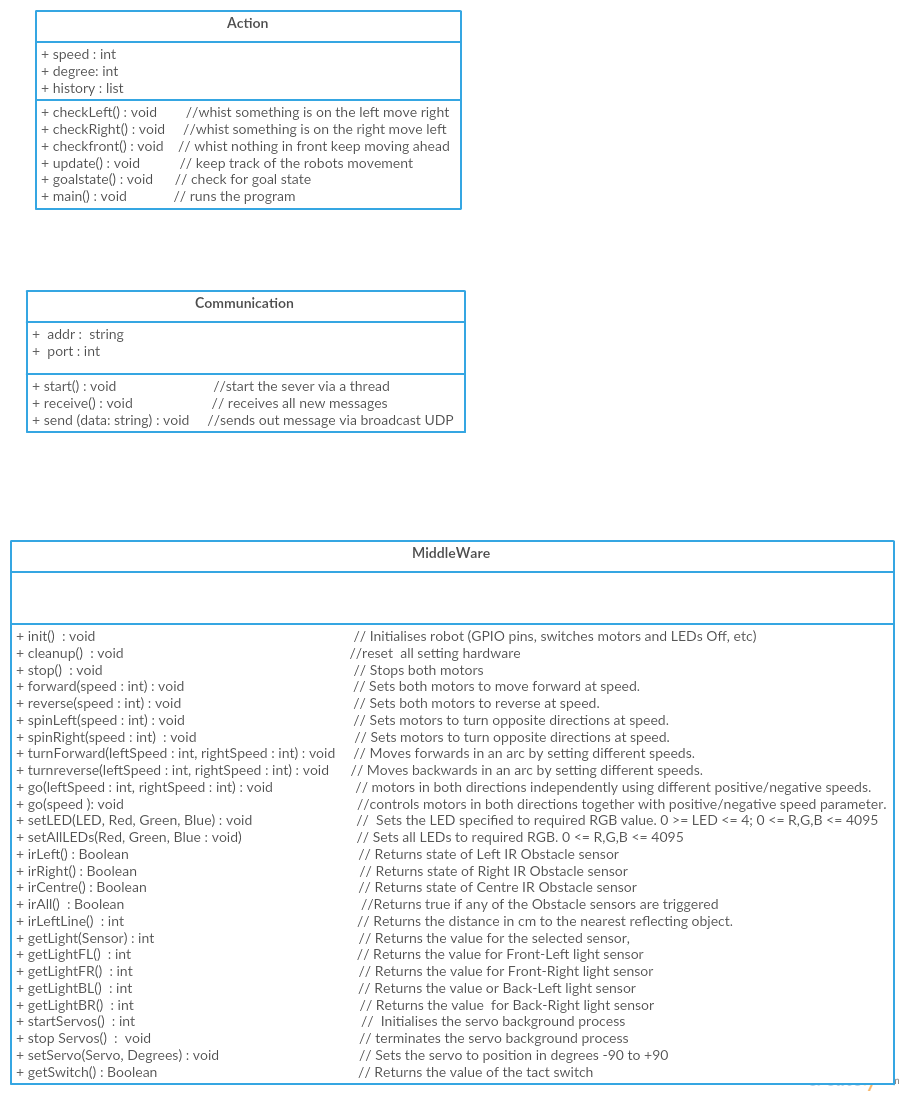 Action
+ speed : int
+ degree: int
+ history : list
+ checkLeft() : void //whist something is on the left move right
+ checkRight() : void //whist something is on the right move left
+ checkfront() : void // whist nothing in front keep moving ahead
+ update() : void // keep track of the robots movement
+ goalstate() : void // check for goal state
+ main() : void // runs the program
Communication
+ addr : string
+ port : int
+ start() : void //start the sever via a thread
+ receive() : void // receives all new messages
+ send (data: string) : void //sends out message via broadcast UDP
MiddleWare
+ init() : void // Initialises robot (GPIO pins, switches motors and LEDs Off, etc)
+ cleanup() : void //reset all setting hardware
+ stop() : void // Stops both motors
+ forward(speed : int) : void // Sets both motors to move forward at speed.
+ reverse(speed : int) : void // Sets both motors to reverse at speed.
+ spinLeft(speed : int) : void // Sets motors to turn opposite directions at speed.
+ spinRight(speed : int) : void // Sets motors to turn opposite directions at speed.
+ turnForward(leftSpeed : int, rightSpeed : int) : void // Moves forwards in an arc by setting different speeds.
+ turnreverse(leftSpeed : int, rightSpeed : int) : void // Moves backwards in an arc by setting different speeds.
+ go(leftSpeed : int, rightSpeed : int) : void // motors in both directions independently using different positive/negative speeds.
+ go(speed ): void //controls motors in both directions together with positive/negative speed parameter.
+ setLED(LED, Red, Green, Blue) : void // Sets the LED specified to required RGB value. 0 >= LED <= 4; 0 <= R,G,B <= 4095
+ setAllLEDs(Red, Green, Blue : void) // Sets all LEDs to required RGB. 0 <= R,G,B <= 4095
+ irLeft() : Boolean // Returns state of Left IR Obstacle sensor
+ irRight() : Boolean // Returns state of Right IR Obstacle sensor
+ irCentre() : Boolean // Returns state of Centre IR Obstacle sensor
+ irAll() : Boolean //Returns true if any of the Obstacle sensors are triggered
+ irLeftLine() : int // Returns the distance in cm to the nearest reflecting object.
+ getLight(Sensor) : int // Returns the value for the selected sensor,
+ getLightFL() : int // Returns the value for Front-Left light sensor
+ getLightFR() : int // Returns the value for Front-Right light sensor
+ getLightBL() : int // Returns the value or Back-Left light sensor
+ getLightBR() : int // Returns the value for Back-Right light sensor
+ startServos() : int // Initialises the servo background process
+ stop Servos() : void // terminates the servo background process
+ setServo(Servo, Degrees) : void // Sets the servo to position in degrees -90 to +90
+ getSwitch() : Boolean // Returns the value of the tact switch